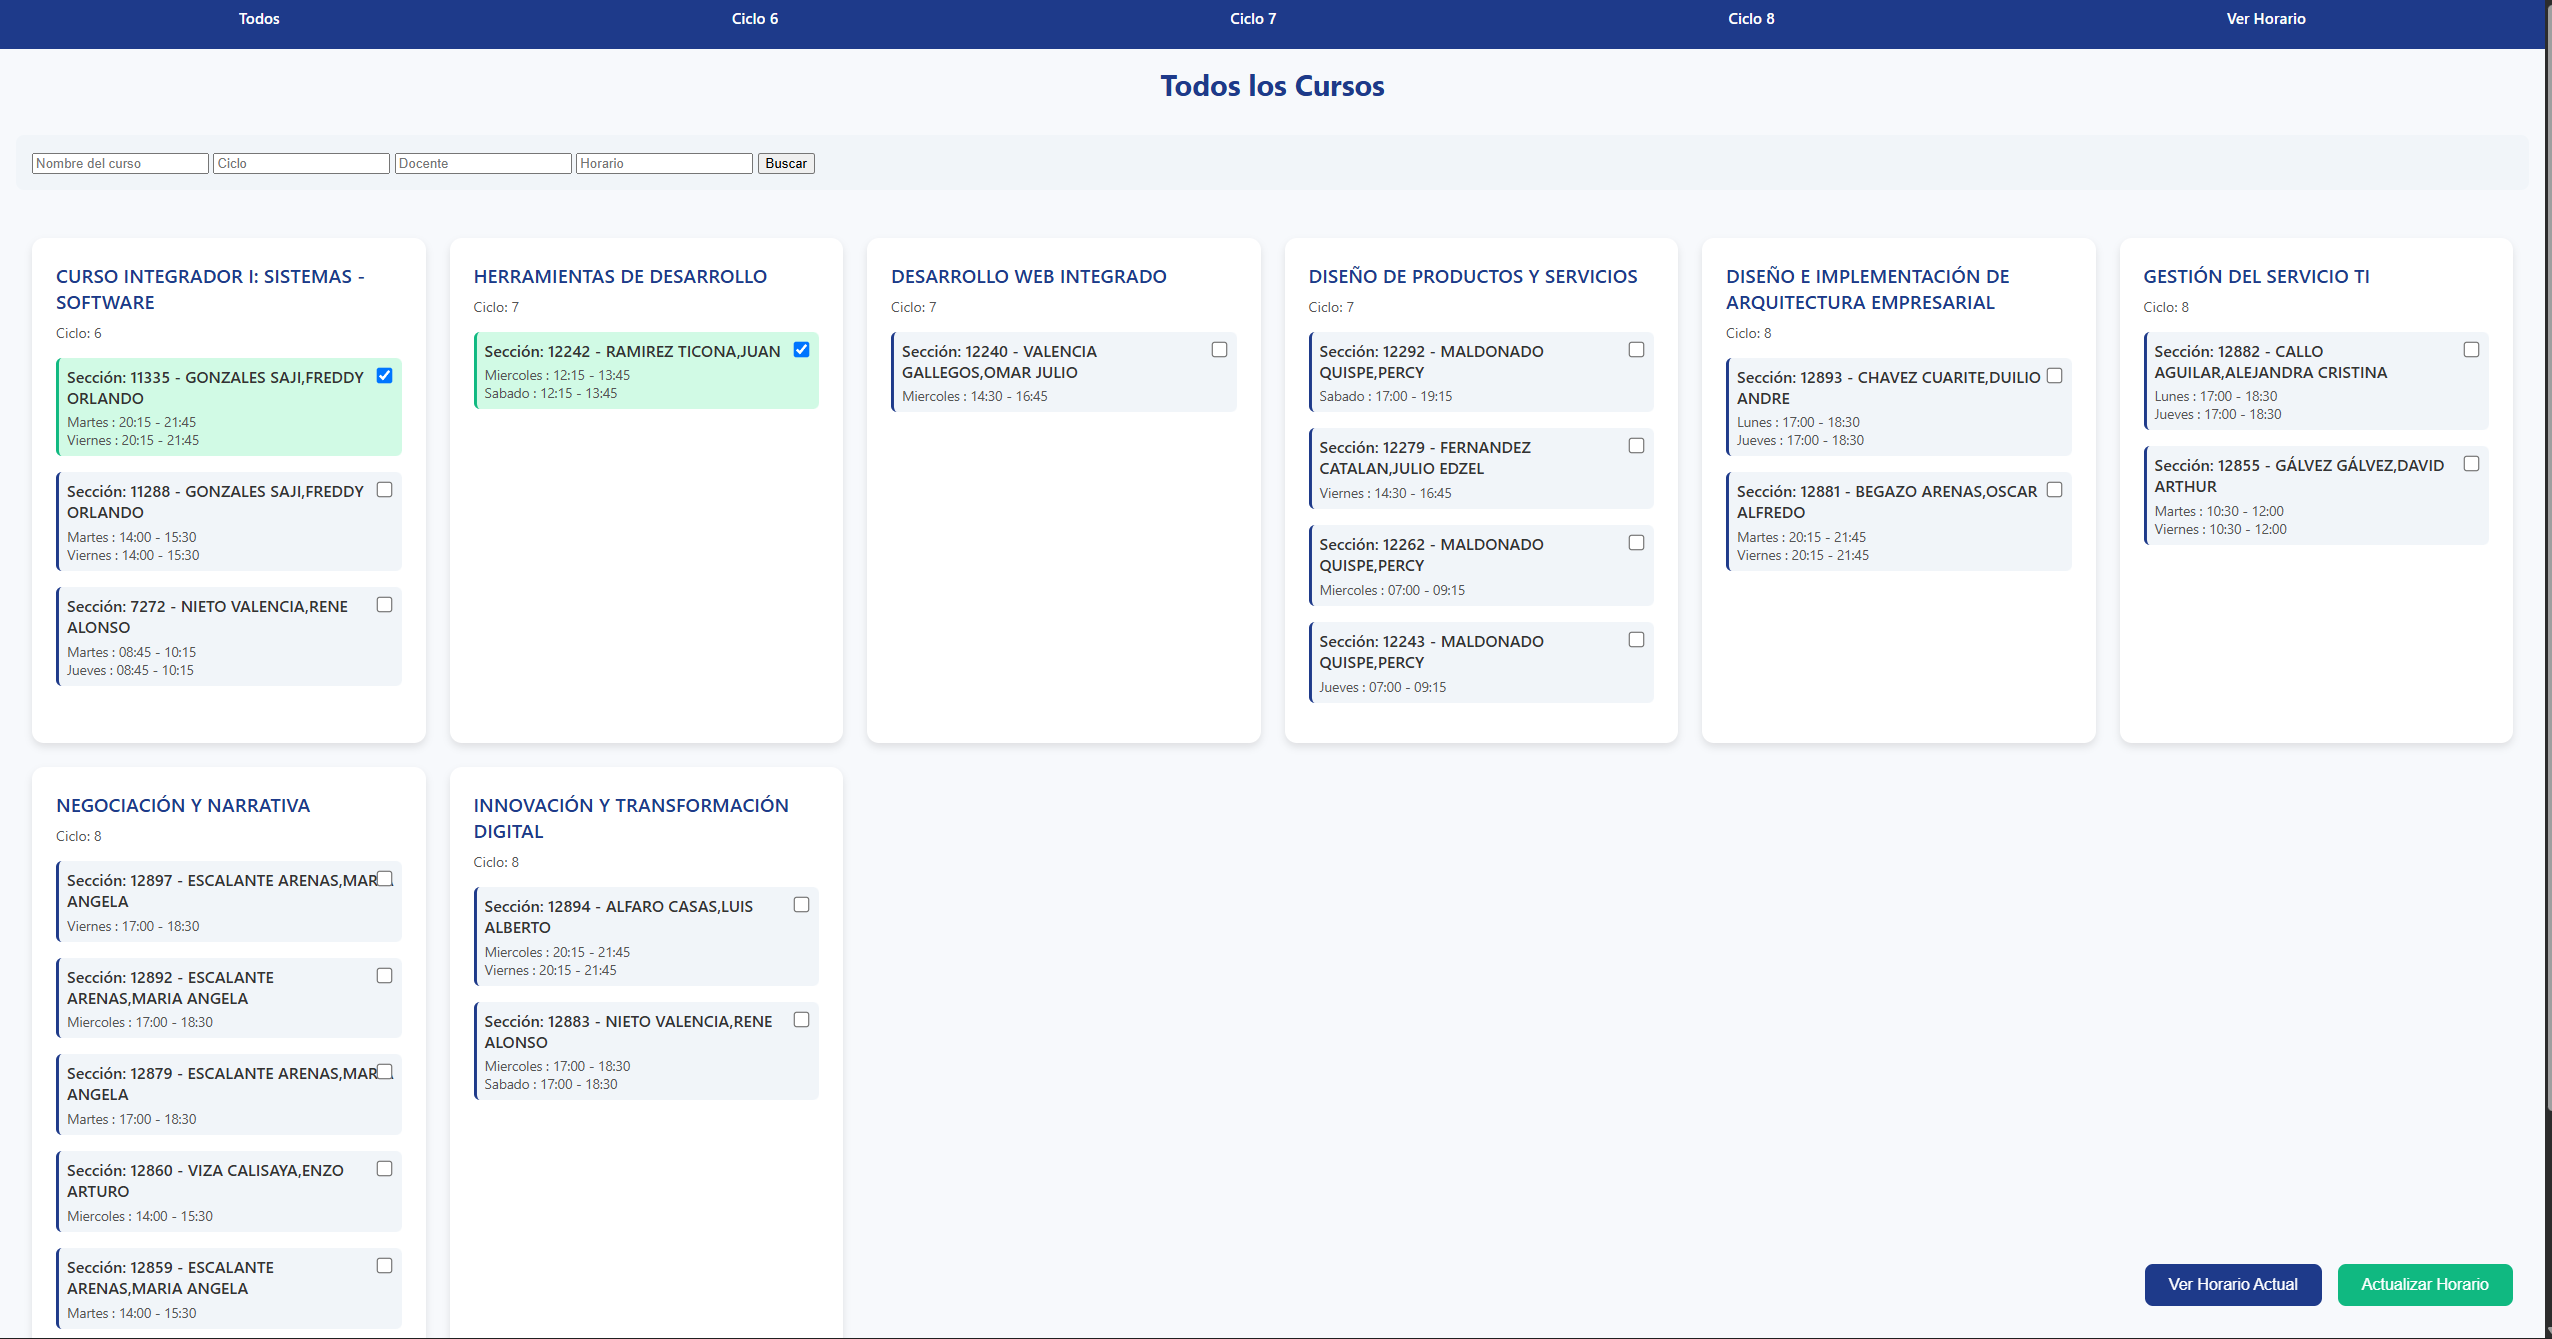 Todos
Ciclo 6
Ciclo 7
Ciclo 8
Ver Horario
Todos los Cursos
Nombre del curso
Ciclo
Docente
Horario
Buscar
CURSO INTEGRADOR I: SISTEMAS -
SOFTWARE
Ciclo: 6
Sección: 11335 - GONZALES SAJI,FREDDY
ORLANDO
Martes : 20:15 - 21:45
Viernes : 20:15 - 21:45
Sección: 11288 - GONZALES SAJI,FREDDY
ORLANDO
Martes : 14:00 - 15:30
Viernes : 14:00 - 15:30
Sección: 7272 - NIETO VALENCIA,RENE
ALONSO
Martes : 08:45 - 10:15
Jueves : 08:45 - 10:15
HERRAMIENTAS DE DESARROLLO
Ciclo: 7
Sección: 12242 - RAMIREZ TICONA,JUAN
Miercoles : 12:15 - 13:45
Sabado : 12:15 - 13:45
DESARROLLO WEB INTEGRADO
Ciclo: 7
Sección: 12240 - VALENCIA
GALLEGOS,OMAR JULIO
Miercoles : 14:30 - 16:45
DISEÑO DE PRODUCTOS Y SERVICIOS
Ciclo: 7
Sección: 12292 - MALDONADO
QUISPE,PERCY
Sabado : 17:00 - 19:15
Sección: 12279 - FERNANDEZ
CATALAN,JULIO EDZEL
Viernes : 14:30 - 16:45
Sección: 12262 - MALDONADO
QUISPE,PERCY
Miercoles : 07:00 - 09:15
Sección: 12243 - MALDONADO
QUISPE,PERCY
Jueves : 07:00 - 09:15
DISEÑO E IMPLEMENTACIÓN DE
ARQUITECTURA EMPRESARIAL
Ciclo: 8
Sección: 12893 - CHAVEZ CUARITE,DUILIO
ANDRE
Lunes : 17:00 - 18:30
Jueves : 17:00 - 18:30
Sección: 12881 - BEGAZO ARENAS,OSCAR
ALFREDO
Martes : 20:15 - 21:45
Viernes : 20:15 - 21:45
GESTIÓN DEL SERVICIO TI
Ciclo: 8
Sección: 12882 - CALLO
AGUILAR,ALEJANDRA CRISTINA
Lunes : 17:00 - 18:30
Jueves : 17:00 - 18:30
Sección: 12855 - GÁLVEZ GÁLVEZ,DAVID
ARTHUR
Martes : 10:30 - 12:00
Viernes : 10:30 - 12:00
NEGOCIACIÓN Y NARRATIVA
Ciclo: 8
Sección: 12897 - ESCALANTE ARENAS,MARIA
ANGELA
Viernes : 17:00 - 18:30
Sección: 12892 - ESCALANTE
ARENAS,MARIA ANGELA
Miercoles : 17:00 - 18:30
Sección: 12879 - ESCALANTE ARENAS,MARIA
ANGELA
Martes : 17:00 - 18:30
Sección: 12860 - VIZA CALISAYA,ENZO
ARTURO
Miercoles : 14:00 - 15:30
Sección: 12859 - ESCALANTE
ARENAS,MARIA ANGELA
Martes : 14:00 - 15:30
INNOVACIÓN Y TRANSFORMACIÓN
DIGITAL
Ciclo: 8
Sección: 12894 - ALFARO CASAS,LUIS
ALBERTO
Miercoles : 20:15 - 21:45
Viernes : 20:15 - 21:45
Sección: 12883 - NIETO VALENCIA,RENE
ALONSO
Miercoles : 17:00 - 18:30
Sabado : 17:00 - 18:30
Ver Horario Actual
Actualizar Horario